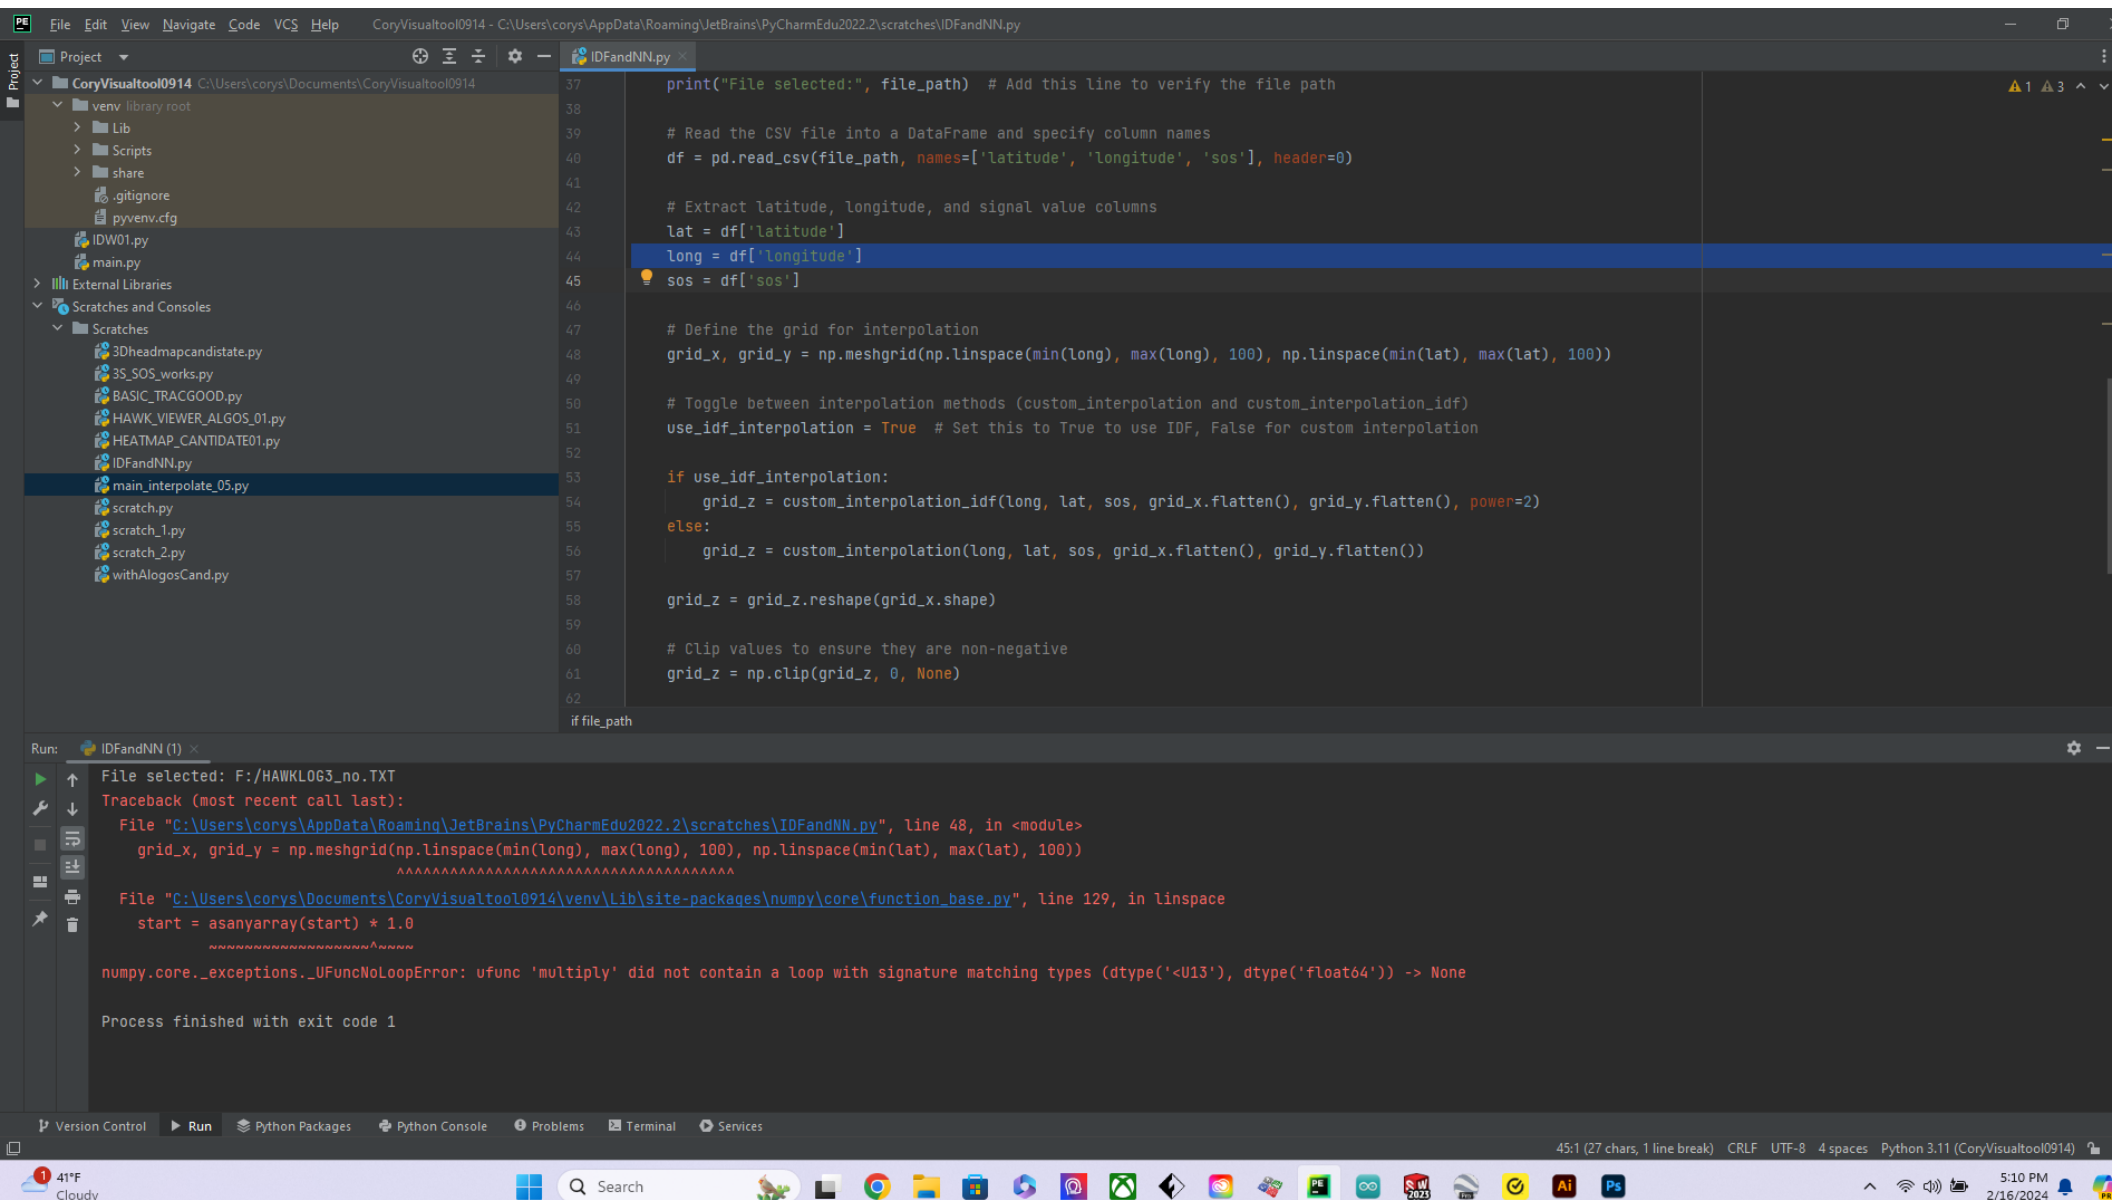 PE File Edit View Navigate Code VCS Help CoryVisualtool0914 - C:\Users\corys\AppData\Roaming\JetBrains\PyCharmEdu2022.2\scratches\IDFandNN.py
Project
Project
IDFandNN.py
CoryVisualtool0914 C:\Users\corys\Documents\CoryVisualtool0914
venv library root
Lib
Scripts
share
.gitignore
pyvenv.cfg
IDW01.py
main.py
External Libraries
Scratches and Consoles
Scratches
3Dheadmapcandistate.py
3S_SOS_works.py
BASIC_TRACGOOD.py
HAWK_VIEWER_ALGOS_01.py
HEATMAP_CANTIDATE01.py
IDFandNN.py
main_interpolate_05.py
scratch.py
scratch_1.py
scratch_2.py
withAlogosCand.py
37 print("File selected:", file_path)  # Add this line to verify the file path
1 3
38
39 # Read the CSV file into a DataFrame and specify column names
40 df = pd.read_csv(file_path, names=['latitude', 'longitude', 'sos'], header=0)
41
42 # Extract latitude, longitude, and signal value columns
43 lat = df['latitude']
44 long = df['longitude']
45 sos = df['sos']
46
47 # Define the grid for interpolation
48 grid_x, grid_y = np.meshgrid(np.linspace(min(long), max(long), 100), np.linspace(min(lat), max(lat), 100))
49
50 # Toggle between interpolation methods (custom_interpolation and custom_interpolation_idf)
51 use_idf_interpolation = True  # Set this to True to use IDF, False for custom interpolation
52
53 if use_idf_interpolation:
54 grid_z = custom_interpolation_idf(long, lat, sos, grid_x.flatten(), grid_y.flatten(), power=2)
55 else:
56 grid_z = custom_interpolation(long, lat, sos, grid_x.flatten(), grid_y.flatten())
57
58 grid_z = grid_z.reshape(grid_x.shape)
59
60 # Clip values to ensure they are non-negative
61 grid_z = np.clip(grid_z, 0, None)
62
if file_path
Run: IDFandNN (1)
File selected: F:/HAWKLOG3_no.TXT
Traceback (most recent call last):
File "C:\Users\corys\AppData\Roaming\JetBrains\PyCharmEdu2022.2\scratches\IDFandNN.py", line 48, in <module>
grid_x, grid_y = np.meshgrid(np.linspace(min(long), max(long), 100), np.linspace(min(lat), max(lat), 100))
^^^^^^^^^^^^^^^^^^^^^^^^^^^^^^^^^^^^^^
File "C:\Users\corys\Documents\CoryVisualtool0914\venv\Lib\site-packages\numpy\core\function_base.py", line 129, in linspace
start = asanyarray(start) * 1.0
~~~~~~~~~~~~~~~~~~^~~~~
numpy.core._exceptions._UFuncNoLoopError: ufunc 'multiply' did not contain a loop with signature matching types (dtype('<U13'), dtype('float64')) -> None
Process finished with exit code 1
Version Control Run Python Packages Python Console Problems Terminal Services
45:1 (27 chars, 1 line break) CRLF UTF-8 4 spaces Python 3.11 (CoryVisualtool0914)
1 41°F
Cloudy
Search
PE
SW
2023
Ai
Ps
5:10 PM
2/16/2024